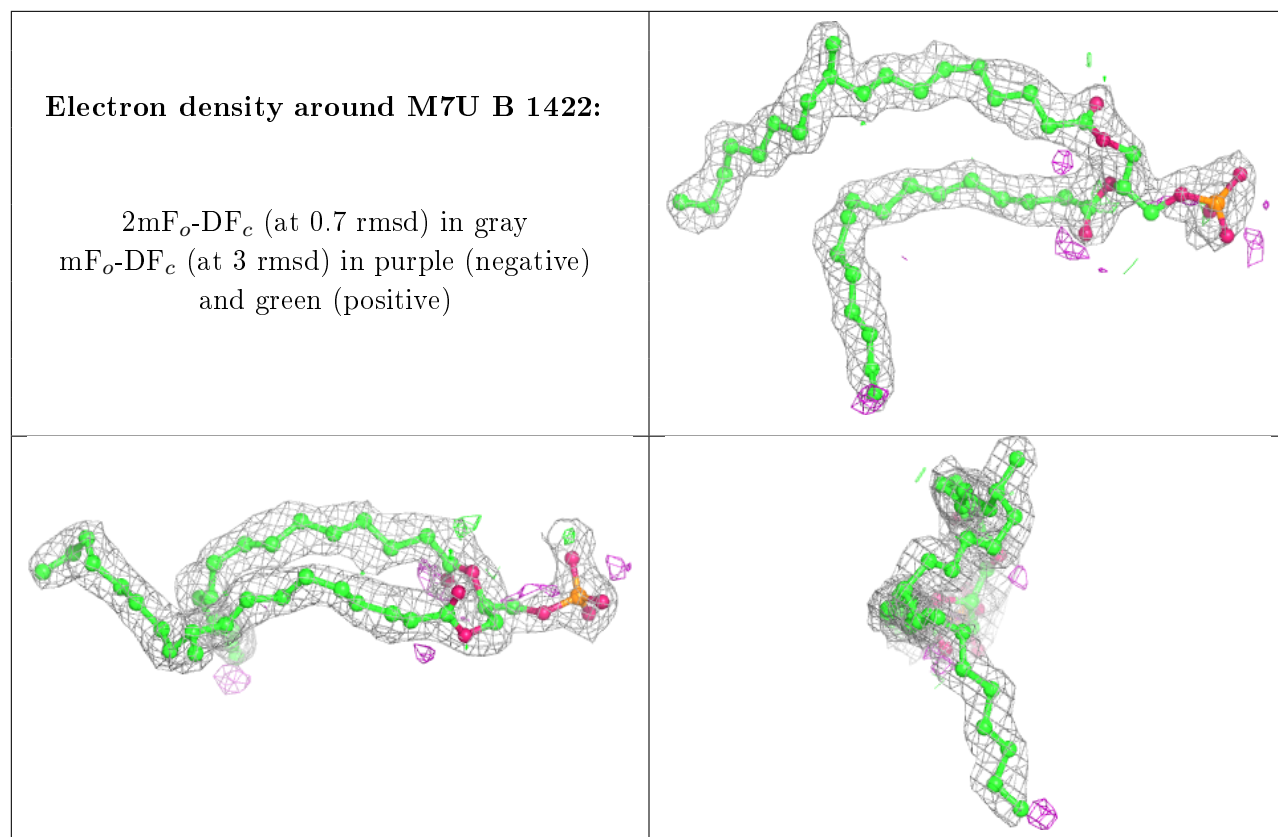 Electron density around M7U B 1422:
2mFo-DFc (at 0.7 rmsd) in gray
mFo-DFc (at 3 rmsd) in purple (negative)
and green (positive)